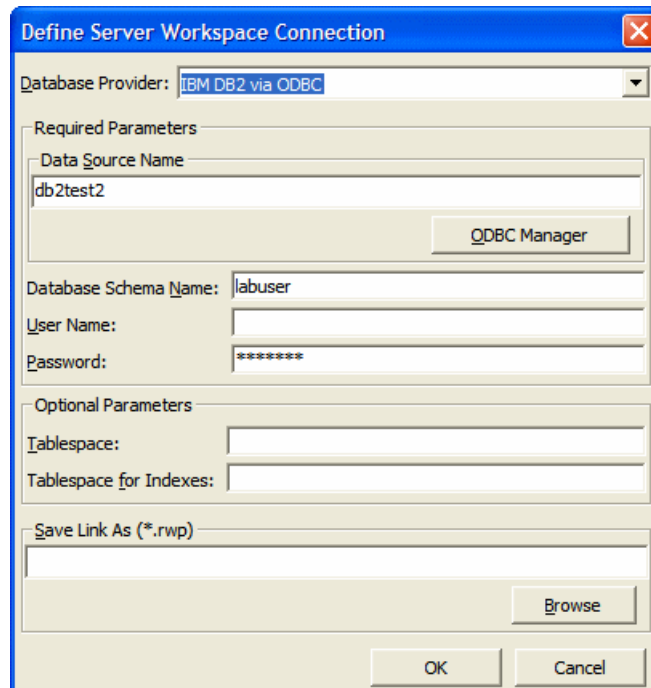 Define Server Workspace Connection
Database Provider: IBM DB2 via ODBC
Required Parameters
Data Source Name
db2test2
ODBC Manager
Database Schema Name: labuser
User Name:
Password: *******
Optional Parameters
Tablespace:
Tablespace for Indexes:
Save Link As (*.rwp)
Browse
OK Cancel